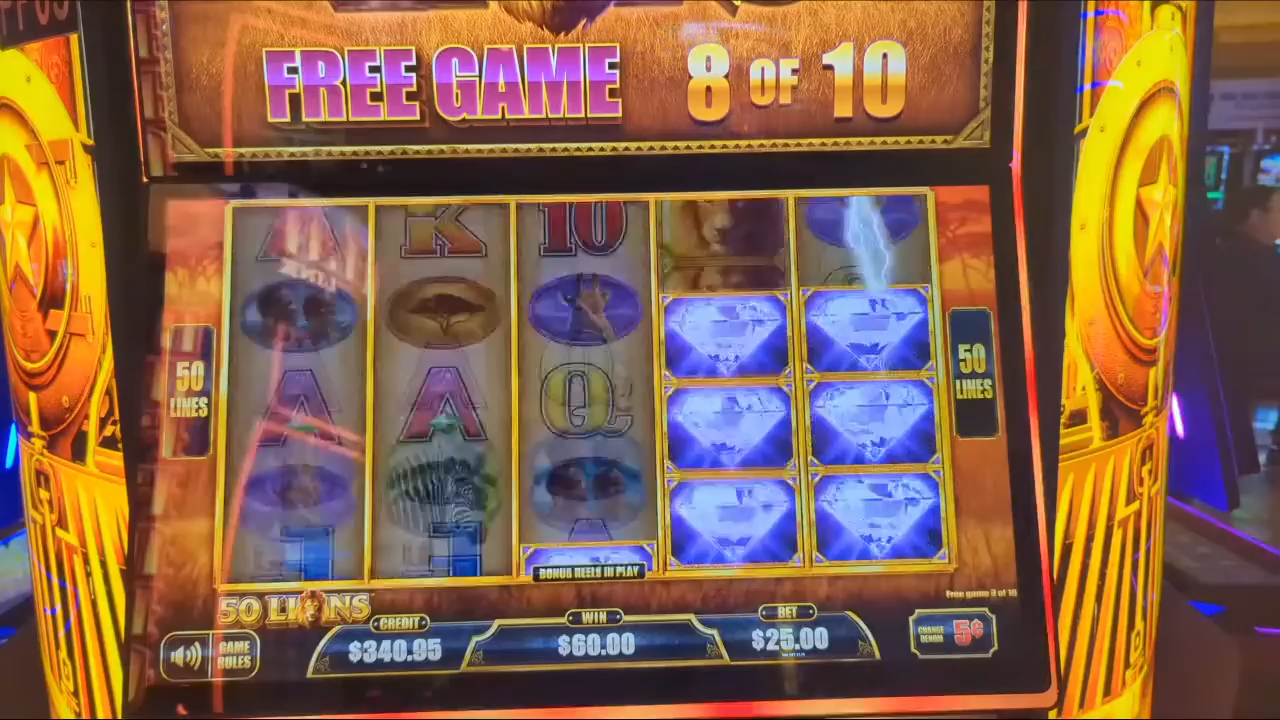 FREE GAME 8 OF 10
A K 10
A A Q
50 LINES
50 LINES
BONUS REELS IN PLAY
Free game 8 of 10
50 LIONS
CREDIT WIN BET
$340.95 $60.00 $25.00
GAME RULES
CHANGE DENOM 5¢